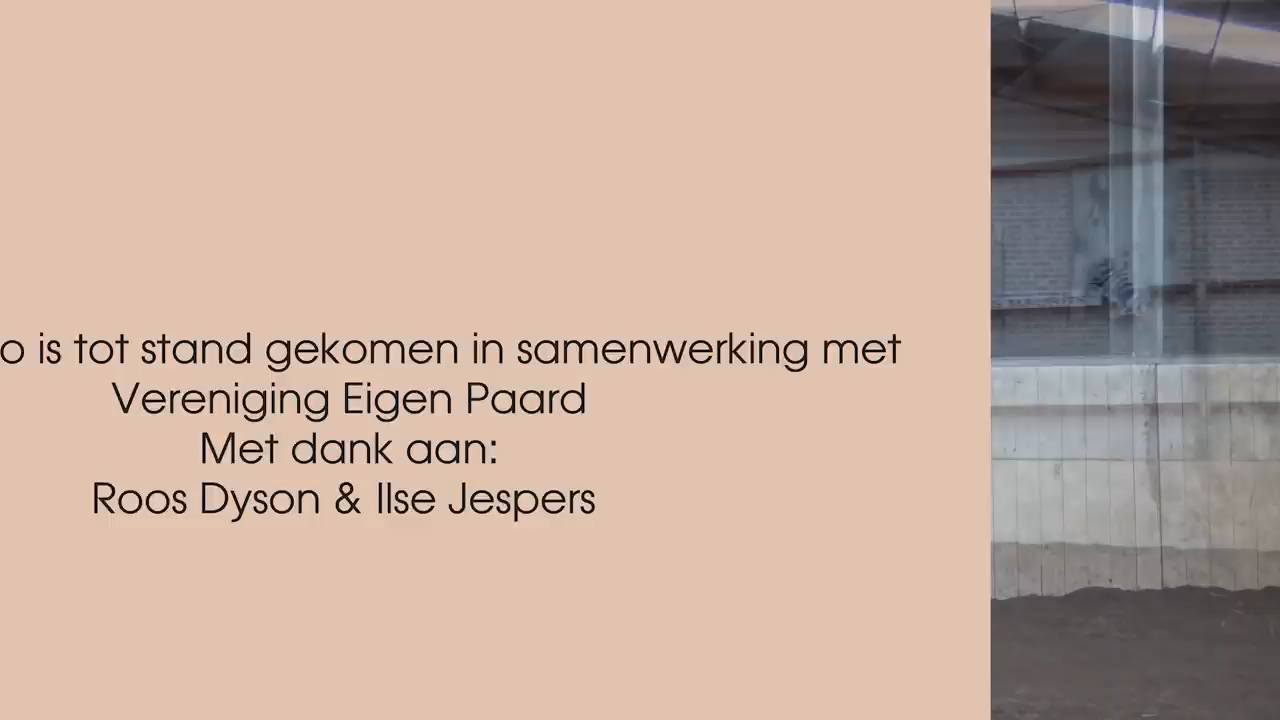 o is tot stand gekomen in samenwerking met
Vereniging Eigen Paard
Met dank aan:
Roos Dyson & Ilse Jespers